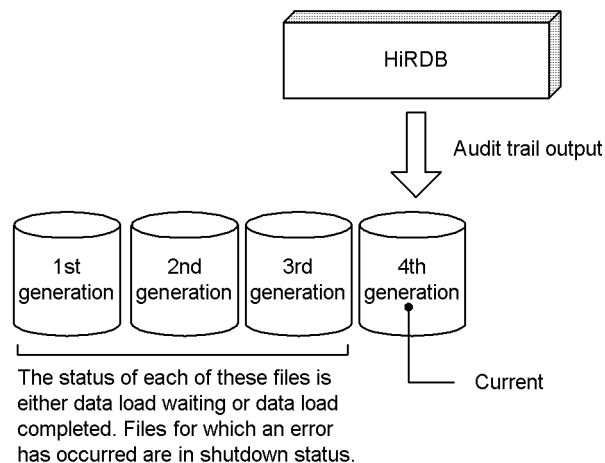 HiRDB
Audit trail output
1st
generation
2nd
generation
3rd
generation
4th
generation
Current
The status of each of these files is
either data load waiting or data load
completed. Files for which an error
has occurred are in shutdown status.